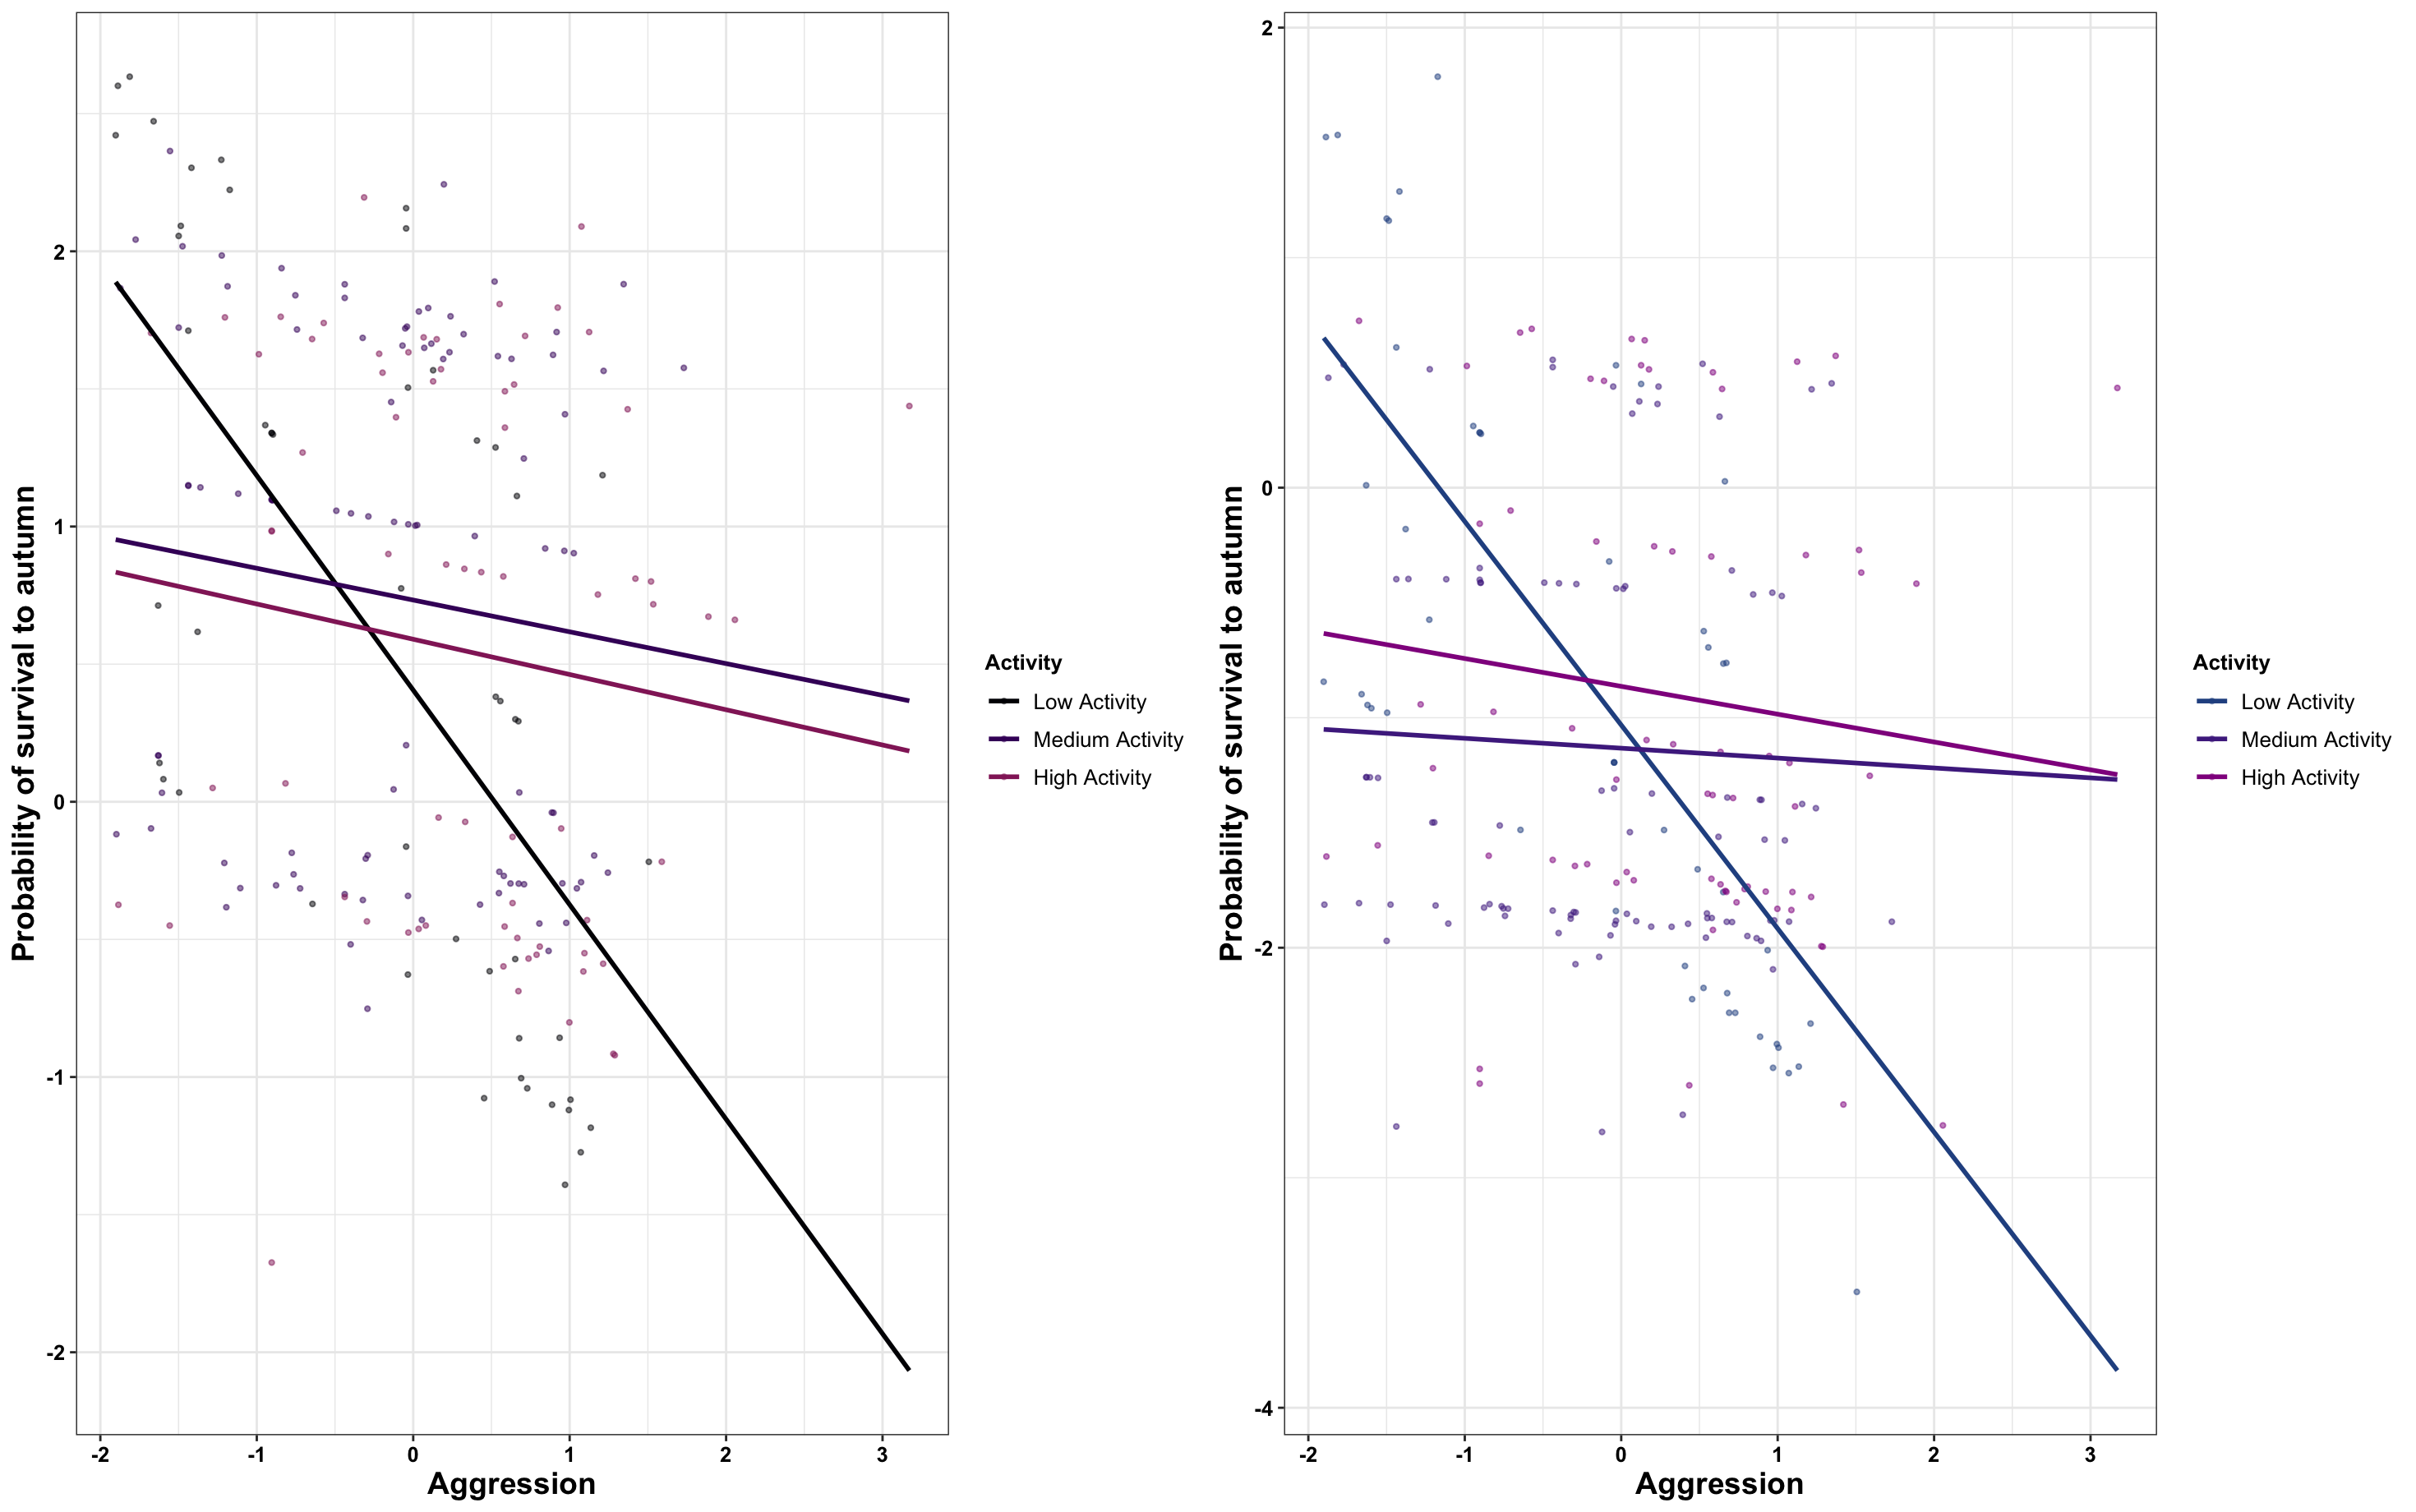 Probability of survival to autumn
2
1
0
-1
-2
-2 -1 0 1 2 3
Aggression
Activity
Low Activity
Medium Activity
High Activity
Probability of survival to autumn
2
0
-2
-4
-2 -1 0 1 2 3
Aggression
Activity
Low Activity
Medium Activity
High Activity